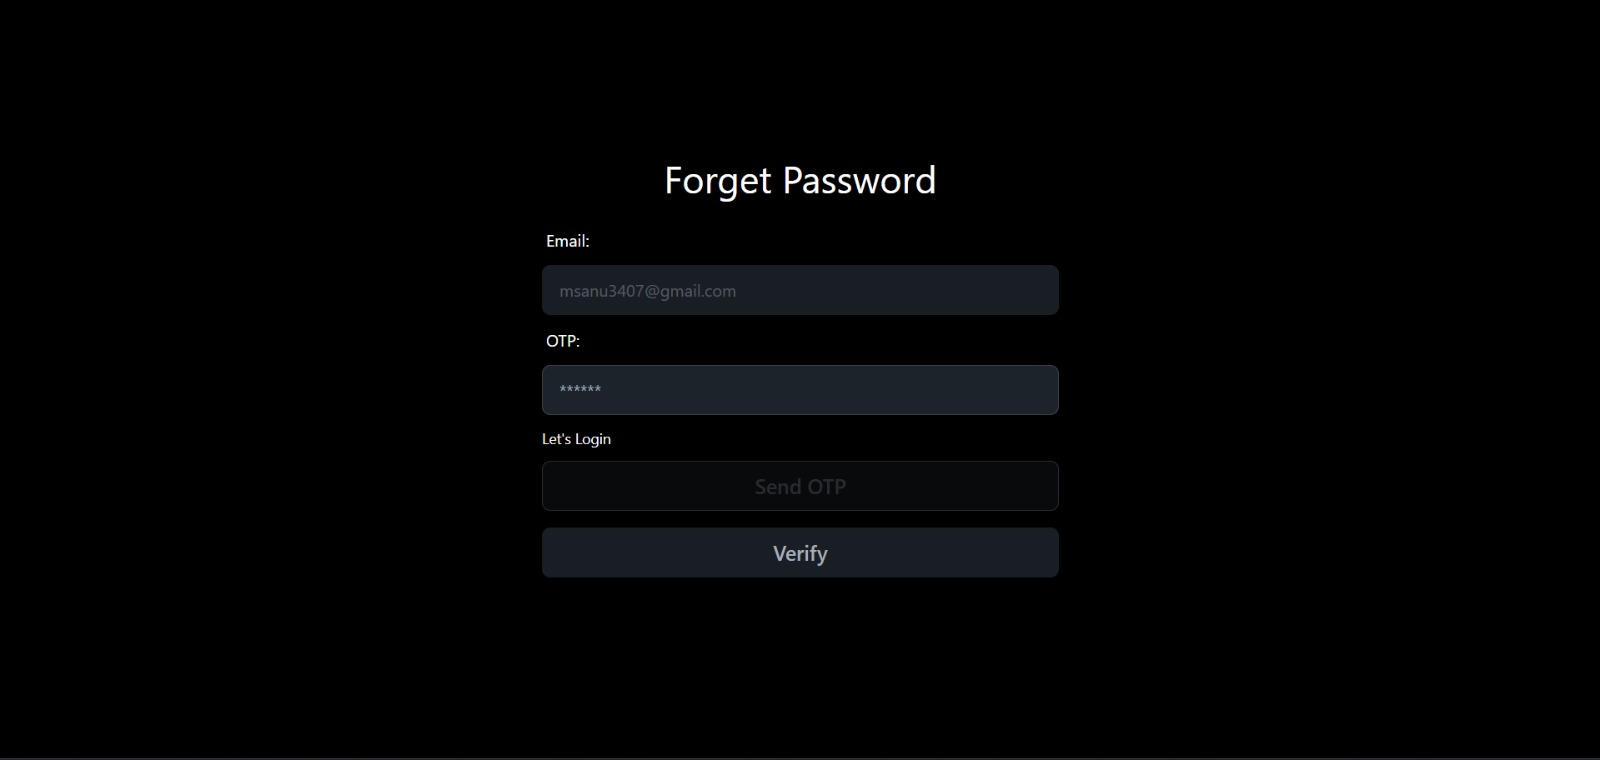 Forget Password
Email:
msanu3407@gmail.com
OTP:
******
Let's Login
Send OTP
Verify